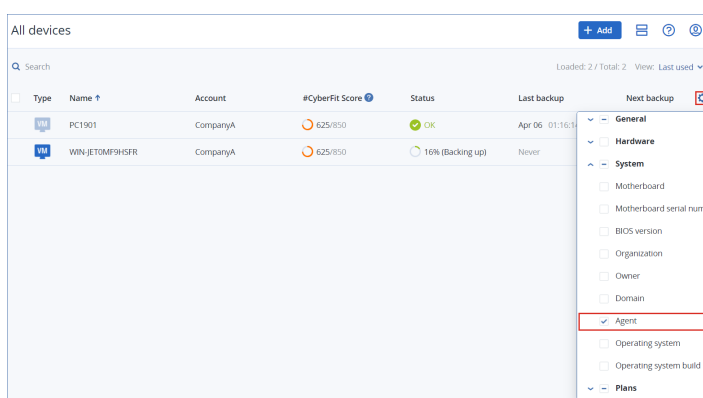 All devices
+ Add
Search
Loaded: 2 / Total: 2 View: Last used
Type Name ↑ Account #CyberFit Score ? Status Last backup Next backup
VM PC1901 CompanyA 625/850 OK Apr 06 01:16:1
VM WIN-JET0MF9HSFR CompanyA 625/850 16% (Backing up) Never
General
Hardware
System
Motherboard
Motherboard serial num
BIOS version
Organization
Owner
Domain
Agent
Operating system
Operating system build
Plans